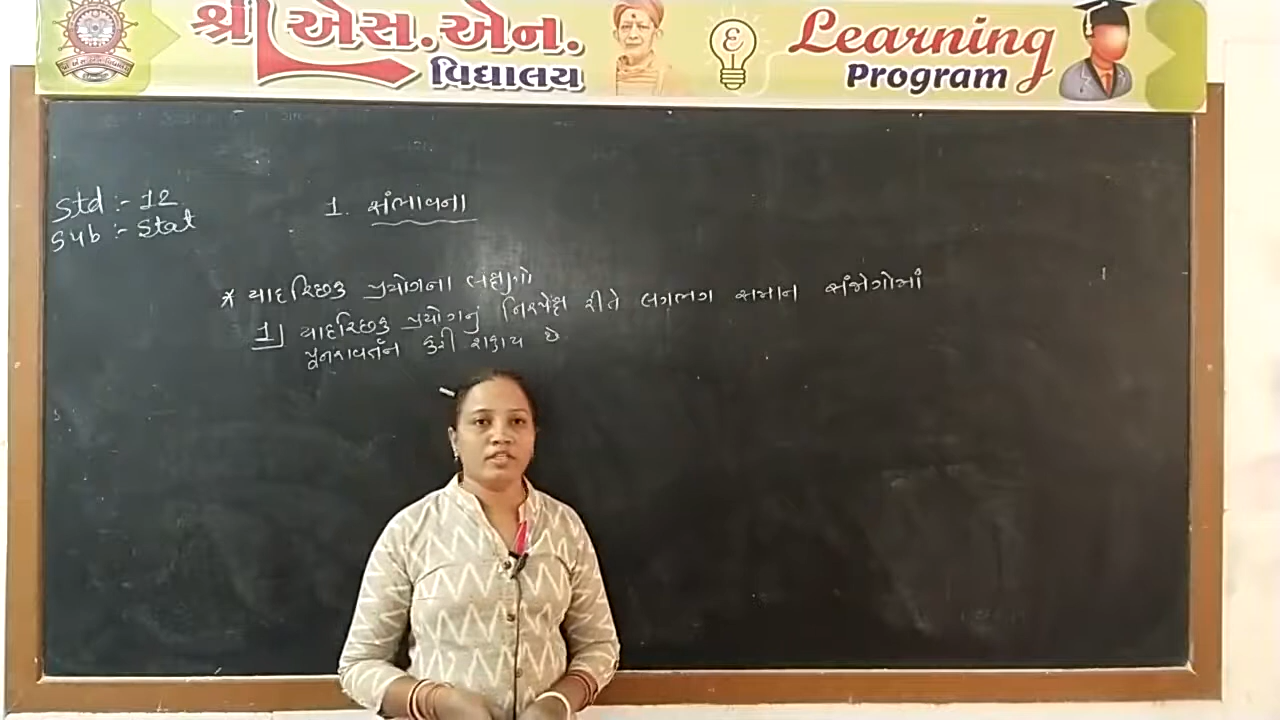 શ્રી એસ.એન.
વિદ્યાલય
Learning
Program
Std :- 12
Sub :- Stat
1. સંભાવના
* યાદચ્છિક પ્રયોગના લક્ષણો
1) યાદચ્છિક પ્રયોગનું નિરપેક્ષ રીતે લગભગ સમાન સંજોગોમાં
પુનરાવર્તન કરી શકાય છે